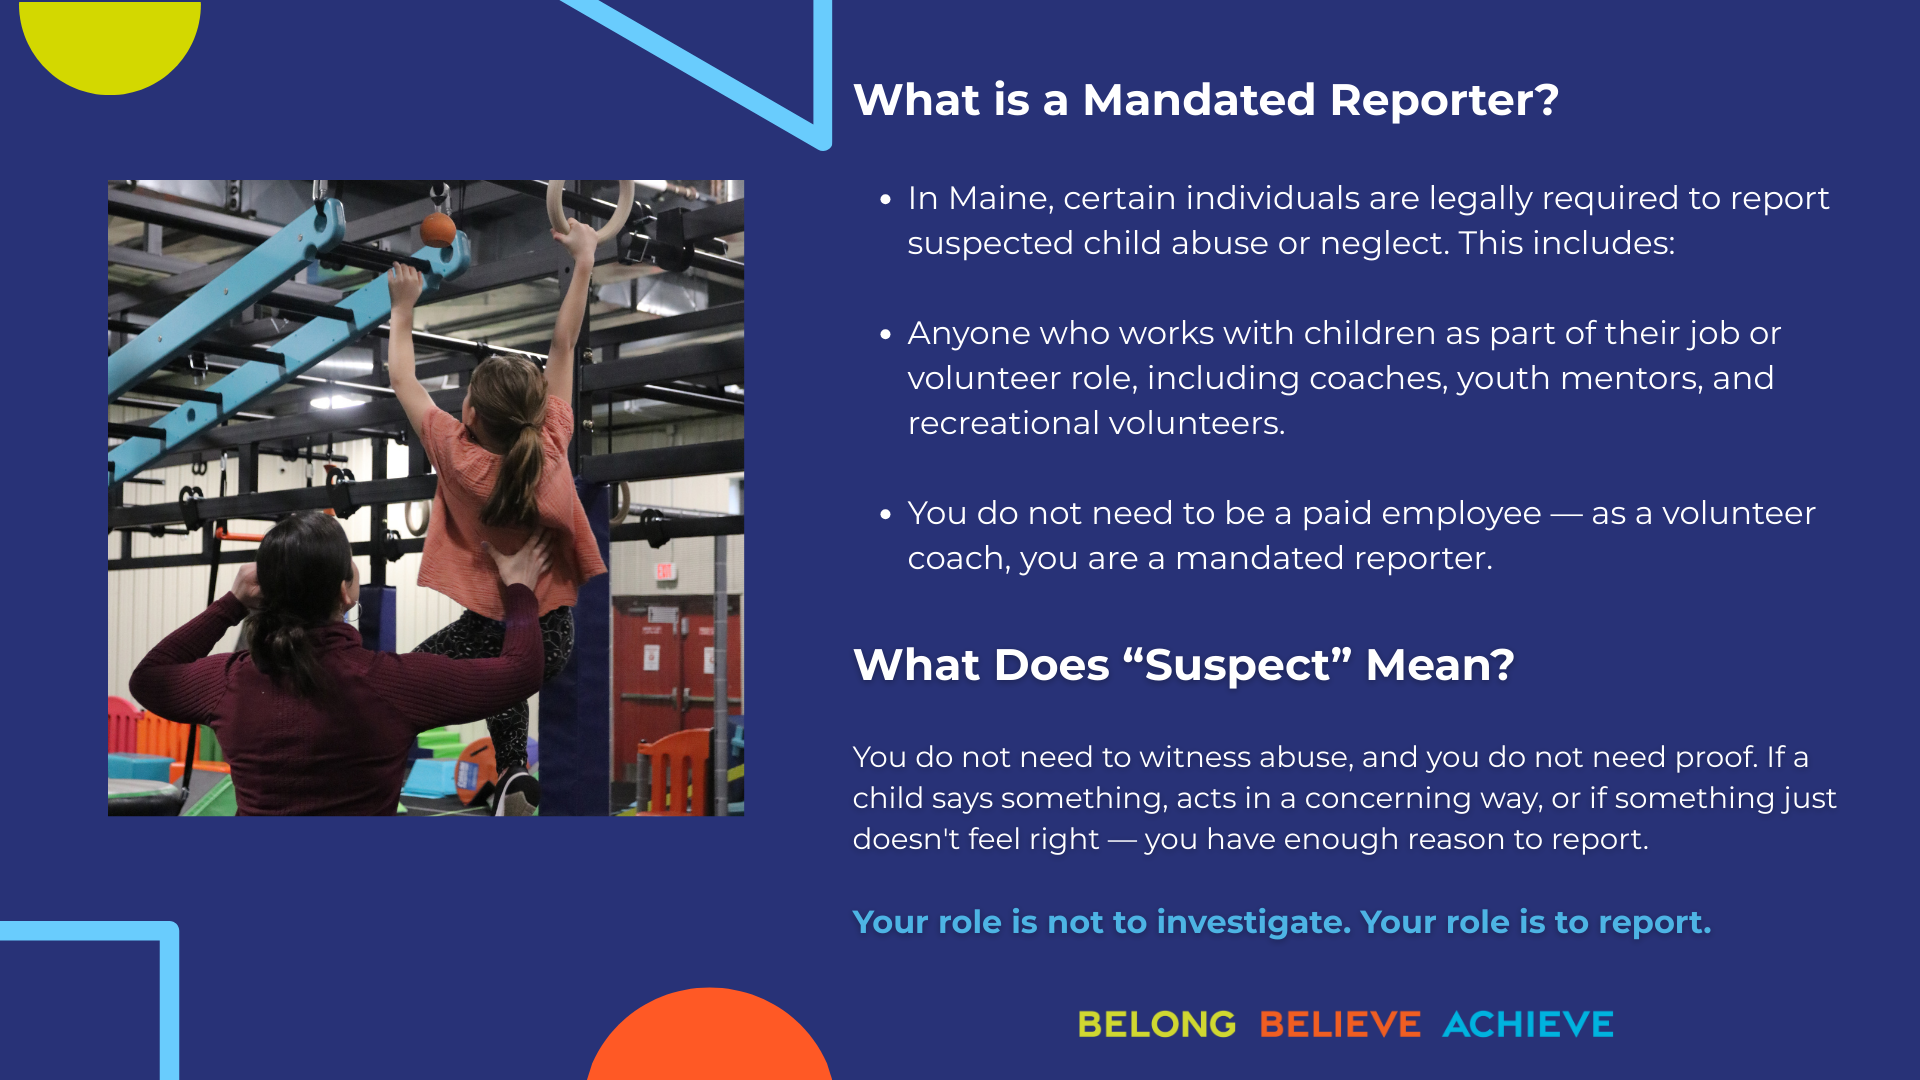 What is a Mandated Reporter?
• In Maine, certain individuals are legally required to report
suspected child abuse or neglect. This includes:
• Anyone who works with children as part of their job or
volunteer role, including coaches, youth mentors, and
recreational volunteers.
• You do not need to be a paid employee — as a volunteer
coach, you are a mandated reporter.
What Does “Suspect” Mean?
You do not need to witness abuse, and you do not need proof. If a
child says something, acts in a concerning way, or if something just
doesn't feel right — you have enough reason to report.
Your role is not to investigate. Your role is to report.
BELONG BELIEVE ACHIEVE